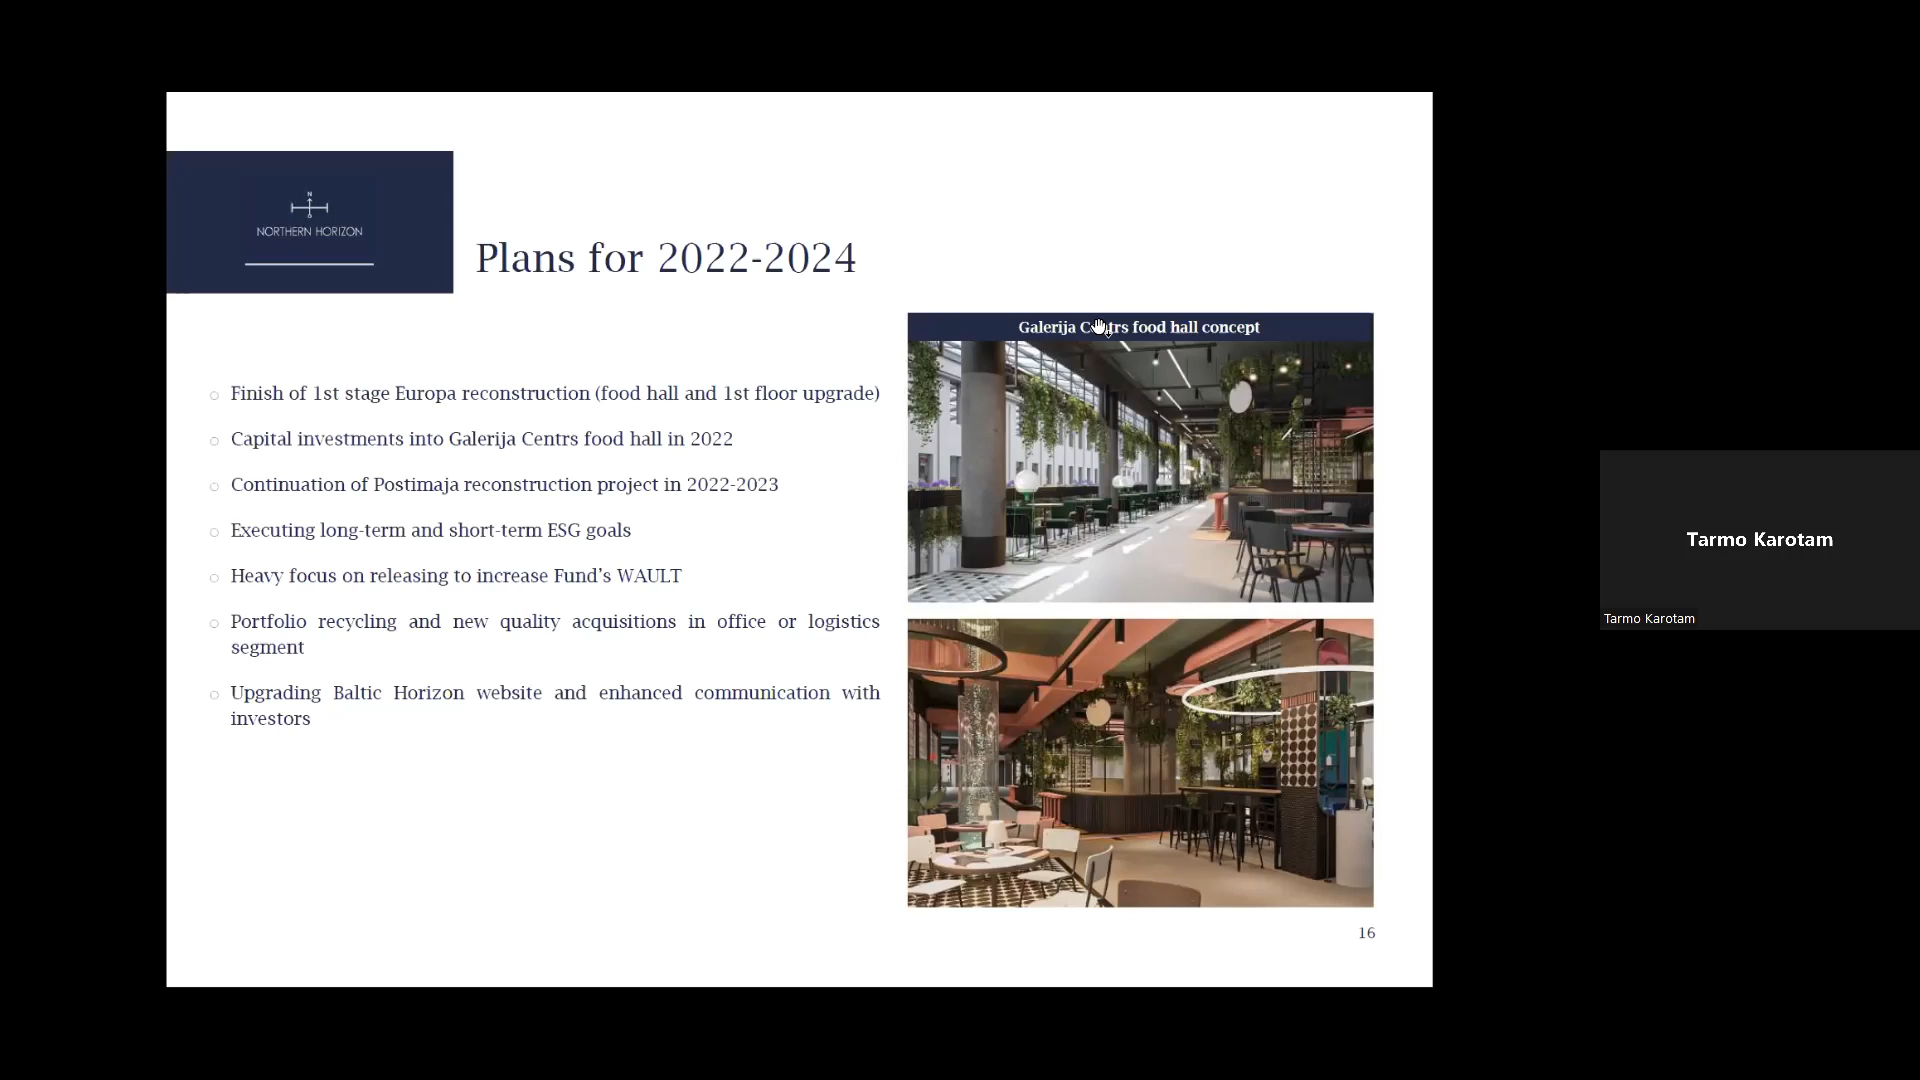 N
NORTHERN HORIZON
Plans for 2022-2024
Finish of 1st stage Europa reconstruction (food hall and 1st floor upgrade)
Capital investments into Galerija Centrs food hall in 2022
Continuation of Postimaja reconstruction project in 2022-2023
Executing long-term and short-term ESG goals
Heavy focus on releasing to increase Fund’s WAULT
Portfolio recycling and new quality acquisitions in office or logistics
segment
Upgrading Baltic Horizon website and enhanced communication with
investors
Galerija Centrs food hall concept
16
Tarmo Karotam
Tarmo Karotam